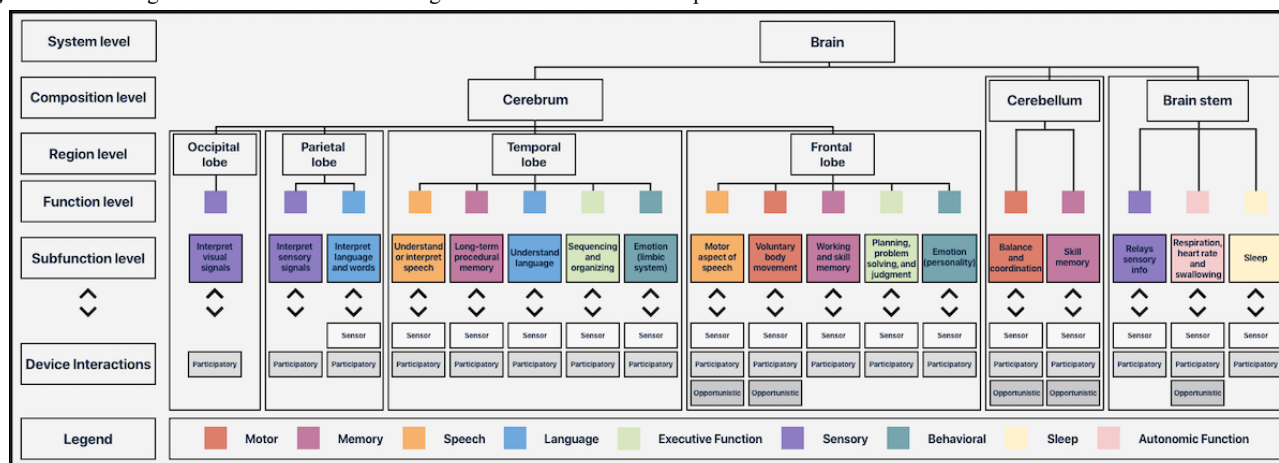 System level
Brain
Composition level
Cerebrum
Cerebellum
Brain stem
Region level
Occipital
lobe
Parietal
lobe
Temporal
lobe
Frontal
lobe
Function level
Subfunction level
Interpret
visual
signals
Interpret
sensory
signals
Interpret
language
and words
Understand
or interpret
speech
Long-term
procedural
memory
Understand
language
Sequencing
and
organizing
Emotion
(limbic
system)
Motor
aspect of
speech
Voluntary
body
movement
Working
and skill
memory
Planning,
problem
solving, and
judgment
Emotion
(personality)
Balance
and
coordination
Skill
memory
Relays
sensory
info
Respiration,
heart rate
and
swallowing
Sleep
Device Interactions
Sensor Sensor Sensor Sensor Sensor Sensor Sensor Sensor Sensor Sensor Sensor Sensor Sensor Sensor Sensor Sensor
Participatory Participatory Participatory Participatory Participatory Participatory Participatory Participatory Participatory Participatory Participatory Participatory Participatory Participatory Participatory Participatory Participatory Participatory
Opportunistic Opportunistic Opportunistic Opportunistic Opportunistic
Legend
Motor
Memory
Speech
Language
Executive Function
Sensory
Behavioral
Sleep
Autonomic Function